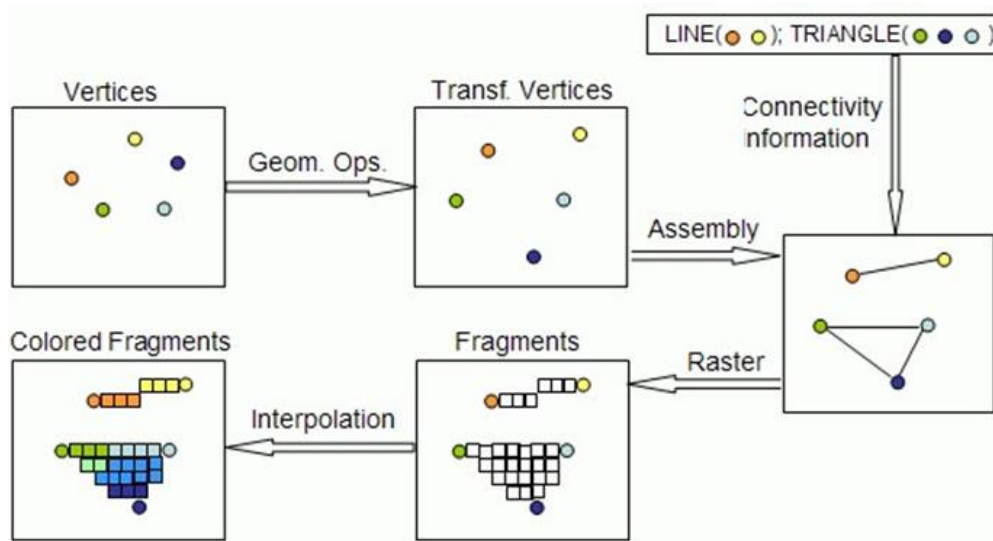 LINE( ); TRIANGLE( )
Vertices
Transf. Vertices
Connectivity
information
Geom. Ops.
Assembly
Colored Fragments
Fragments
Raster
Interpolation